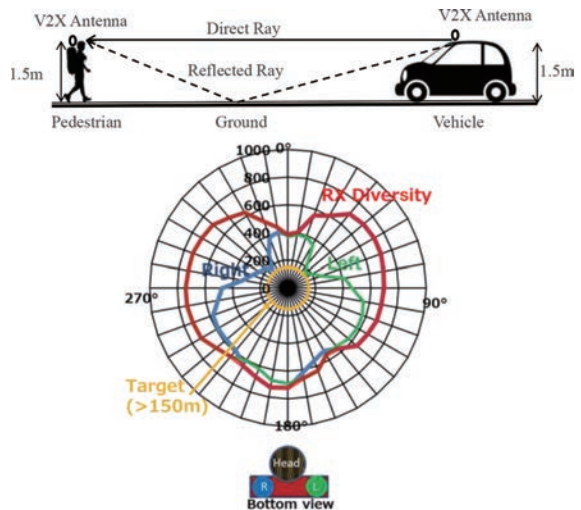 V2X Antenna
V2X Antenna
Direct Ray
Reflected Ray
1.5m
1.5m
Pedestrian
Ground
Vehicle
0°
1000
800
600
400
200
0
RX Diversity
Right
Left
270°
90°
Target
(>150m)
180°
Head
R
L
Bottom view